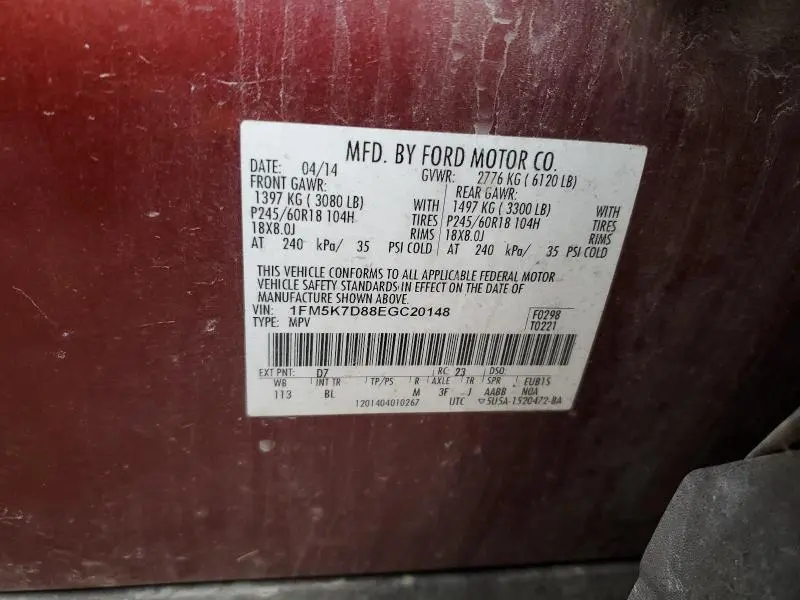 MFD. BY FORD MOTOR CO.
DATE: 04/14 GVWR: 2776 KG ( 6120 LB)
FRONT GAWR: REAR GAWR:
1397 KG ( 3080 LB) WITH 1497 KG ( 3300 LB) WITH
P245/60R18 104H TIRES P245/60R18 104H TIRES
18X8.0J RIMS 18X8.0J RIMS
AT 240 kPa/ 35 PSI COLD AT 240 kPa/ 35 PSI COLD
THIS VEHICLE CONFORMS TO ALL APPLICABLE FEDERAL MOTOR
VEHICLE SAFETY STANDARDS IN EFFECT ON THE DATE OF
MANUFACTURE SHOWN ABOVE.
VIN: 1FM5K7D88EGC20148 F0298
TYPE: MPV T0221
EXT PNT: D7 RC: 23 DSO:
WB INT TR TP/PS R AXLE TR SPR EUB15
113 BL M 3F J AABB NOA
1201404010267 UTC ▽5U5A-1520472-BA